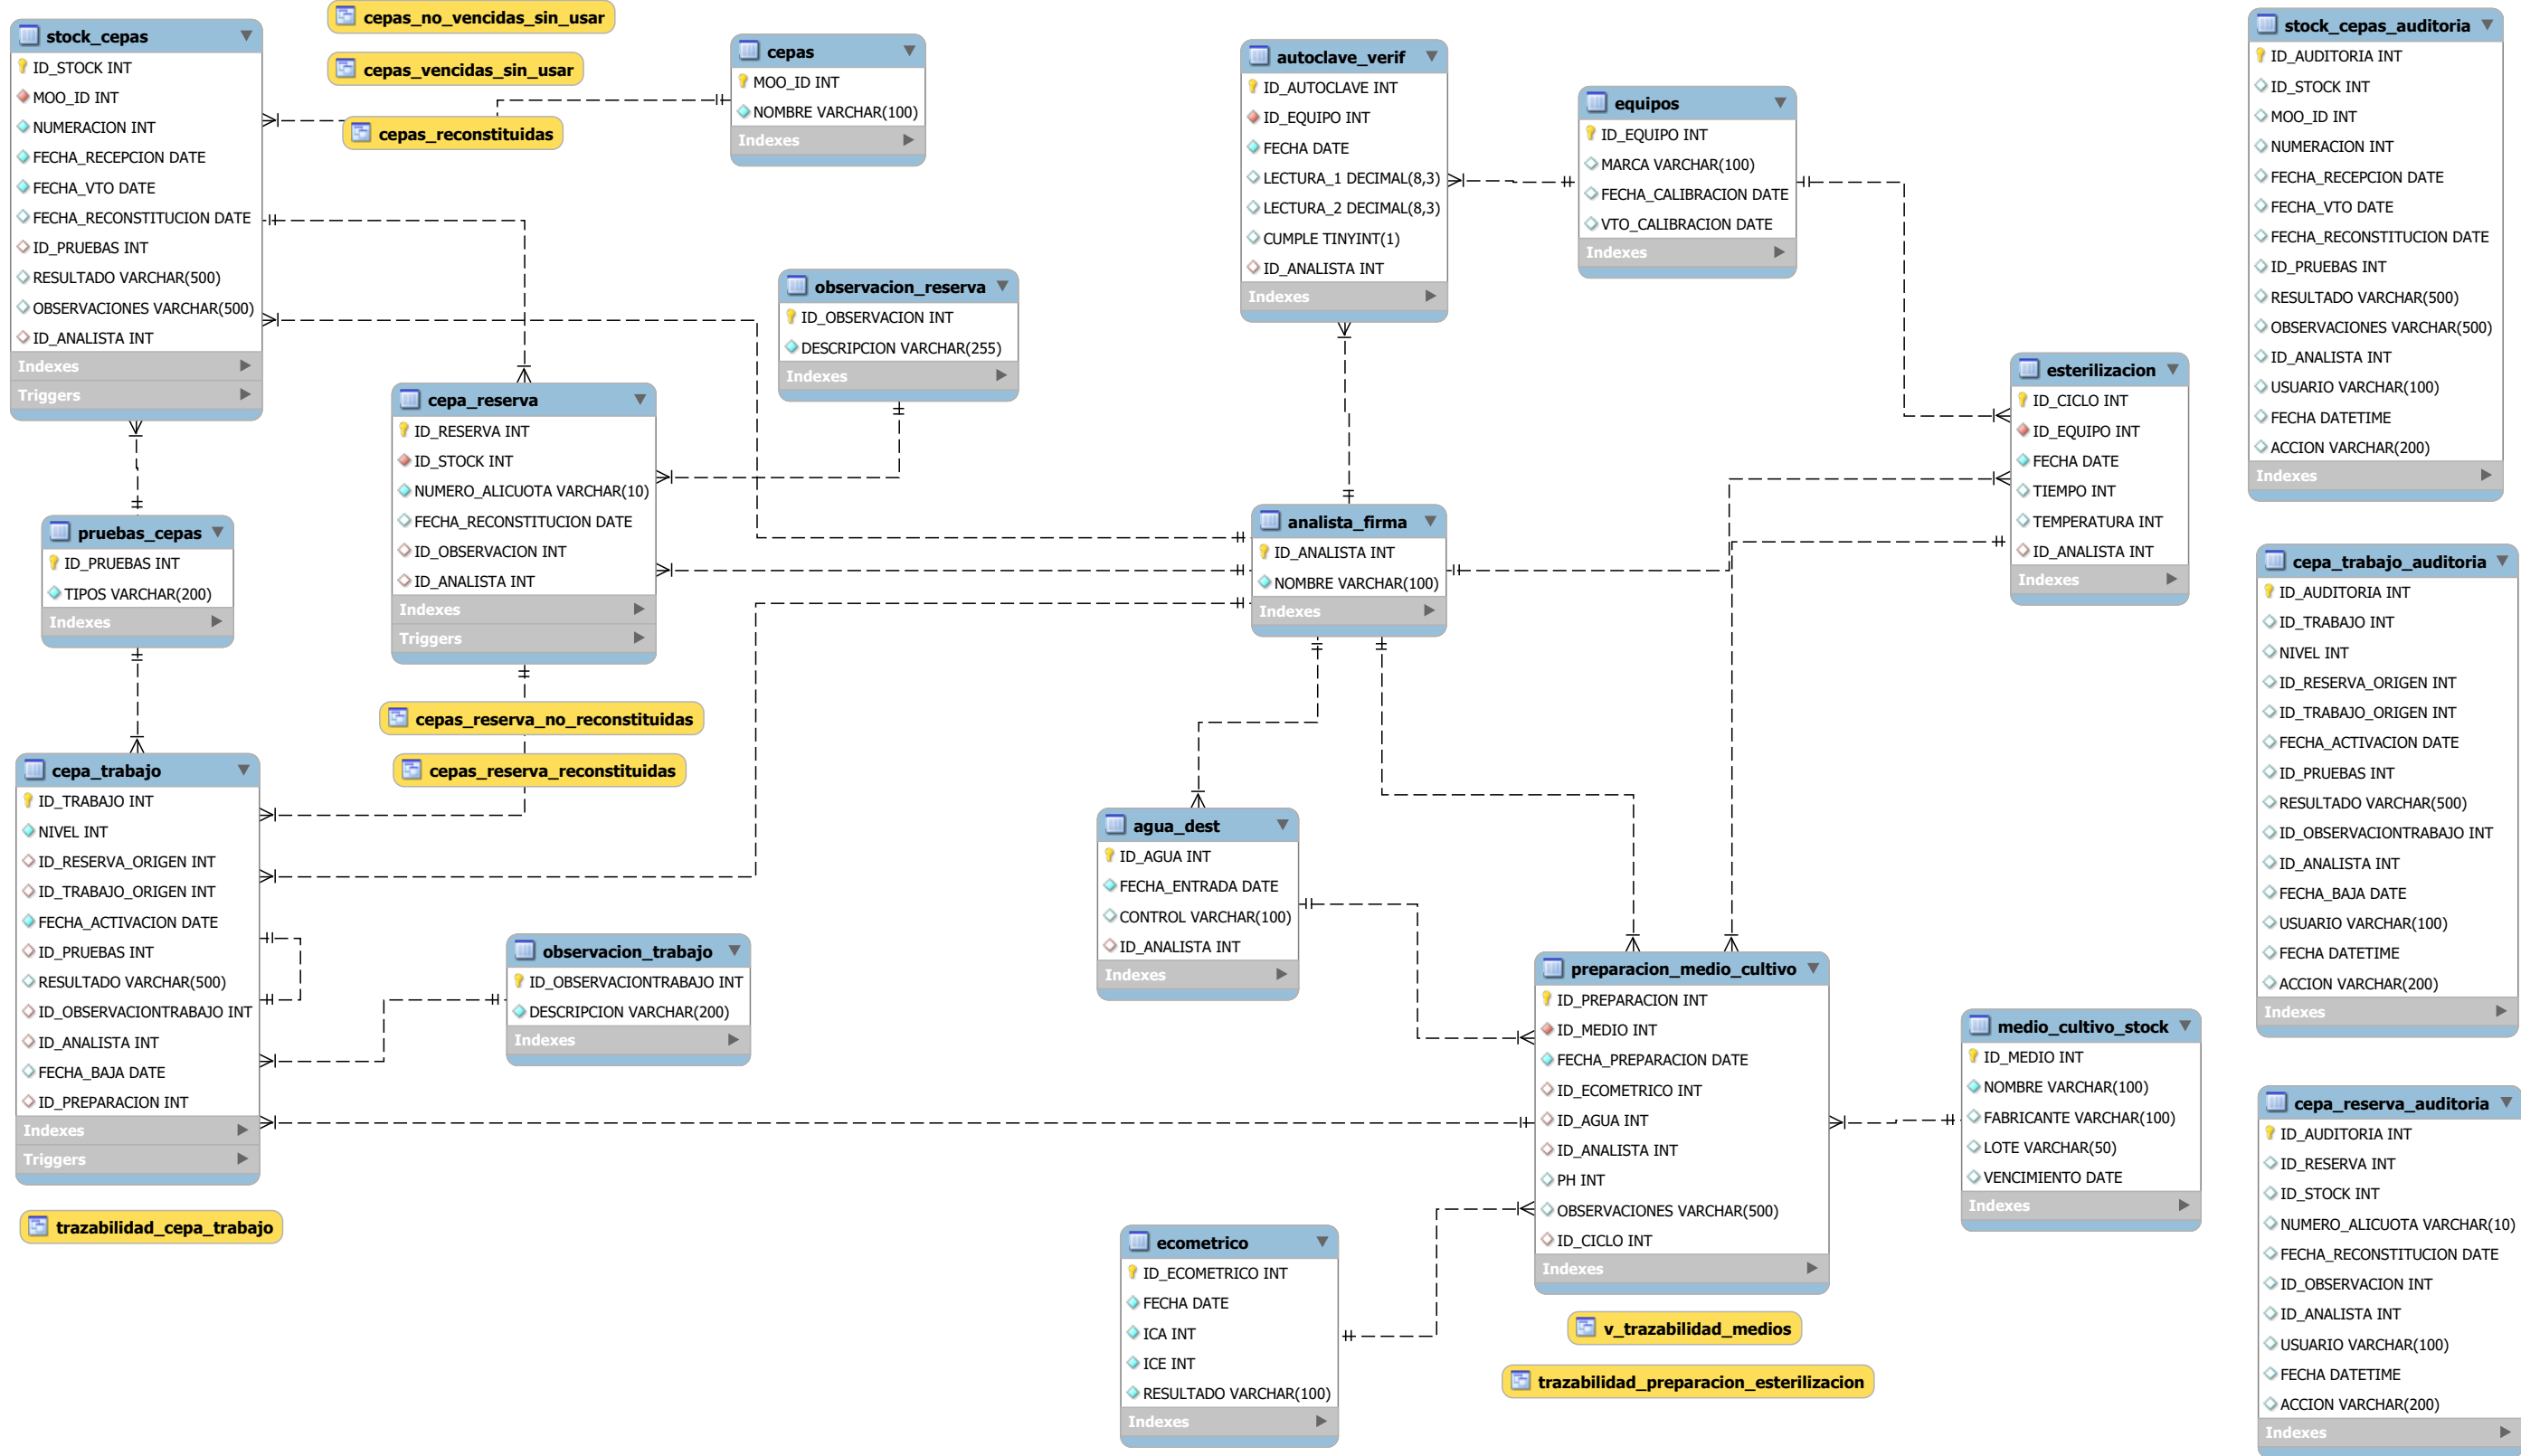 stock_cepas
ID_STOCK INT
MOO_ID INT
NUMERACION INT
FECHA_RECEPCION DATE
FECHA_VTO DATE
FECHA_RECONSTITUCION DATE
ID_PRUEBAS INT
RESULTADO VARCHAR(500)
OBSERVACIONES VARCHAR(500)
ID_ANALISTA INT
Indexes
Triggers
cepas_no_vencidas_sin_usar
cepas_vencidas_sin_usar
cepas_reconstituidas
cepas
MOO_ID INT
NOMBRE VARCHAR(100)
Indexes
autoclave_verif
ID_AUTOCLAVE INT
ID_EQUIPO INT
FECHA DATE
LECTURA_1 DECIMAL(8,3)
LECTURA_2 DECIMAL(8,3)
CUMPLE TINYINT(1)
ID_ANALISTA INT
Indexes
equipos
ID_EQUIPO INT
MARCA VARCHAR(100)
FECHA_CALIBRACION DATE
VTO_CALIBRACION DATE
Indexes
stock_cepas_auditoria
ID_AUDITORIA INT
ID_STOCK INT
MOO_ID INT
NUMERACION INT
FECHA_RECEPCION DATE
FECHA_VTO DATE
FECHA_RECONSTITUCION DATE
ID_PRUEBAS INT
RESULTADO VARCHAR(500)
OBSERVACIONES VARCHAR(500)
ID_ANALISTA INT
USUARIO VARCHAR(100)
FECHA DATETIME
ACCION VARCHAR(200)
Indexes
observacion_reserva
ID_OBSERVACION INT
DESCRIPCION VARCHAR(255)
Indexes
esterilizacion
ID_CICLO INT
ID_EQUIPO INT
FECHA DATE
TIEMPO INT
TEMPERATURA INT
ID_ANALISTA INT
Indexes
cepa_reserva
ID_RESERVA INT
ID_STOCK INT
NUMERO_ALICUOTA VARCHAR(10)
FECHA_RECONSTITUCION DATE
ID_OBSERVACION INT
ID_ANALISTA INT
Indexes
Triggers
analista_firma
ID_ANALISTA INT
NOMBRE VARCHAR(100)
Indexes
pruebas_cepas
ID_PRUEBAS INT
TIPOS VARCHAR(200)
Indexes
cepa_trabajo_auditoria
ID_AUDITORIA INT
ID_TRABAJO INT
NIVEL INT
ID_RESERVA_ORIGEN INT
ID_TRABAJO_ORIGEN INT
FECHA_ACTIVACION DATE
ID_PRUEBAS INT
RESULTADO VARCHAR(500)
ID_OBSERVACIONTRABAJO INT
ID_ANALISTA INT
FECHA_BAJA DATE
USUARIO VARCHAR(100)
FECHA DATETIME
ACCION VARCHAR(200)
Indexes
cepas_reserva_no_reconstituidas
cepas_reserva_reconstituidas
cepa_trabajo
ID_TRABAJO INT
NIVEL INT
ID_RESERVA_ORIGEN INT
ID_TRABAJO_ORIGEN INT
FECHA_ACTIVACION DATE
ID_PRUEBAS INT
RESULTADO VARCHAR(500)
ID_OBSERVACIONTRABAJO INT
ID_ANALISTA INT
FECHA_BAJA DATE
ID_PREPARACION INT
Indexes
Triggers
trazabilidad_cepa_trabajo
observacion_trabajo
ID_OBSERVACIONTRABAJO INT
DESCRIPCION VARCHAR(200)
Indexes
agua_dest
ID_AGUA INT
FECHA_ENTRADA DATE
CONTROL VARCHAR(100)
ID_ANALISTA INT
Indexes
preparacion_medio_cultivo
ID_PREPARACION INT
ID_MEDIO INT
FECHA_PREPARACION DATE
ID_ECOMETRICO INT
ID_AGUA INT
ID_ANALISTA INT
PH INT
OBSERVACIONES VARCHAR(500)
ID_CICLO INT
Indexes
medio_cultivo_stock
ID_MEDIO INT
NOMBRE VARCHAR(100)
FABRICANTE VARCHAR(100)
LOTE VARCHAR(50)
VENCIMIENTO DATE
Indexes
cepa_reserva_auditoria
ID_AUDITORIA INT
ID_RESERVA INT
ID_STOCK INT
NUMERO_ALICUOTA VARCHAR(10)
FECHA_RECONSTITUCION DATE
ID_OBSERVACION INT
ID_ANALISTA INT
USUARIO VARCHAR(100)
FECHA DATETIME
ACCION VARCHAR(200)
Indexes
ecometrico
ID_ECOMETRICO INT
FECHA DATE
ICA INT
ICE INT
RESULTADO VARCHAR(100)
Indexes
v_trazabilidad_medios
trazabilidad_preparacion_esterilizacion